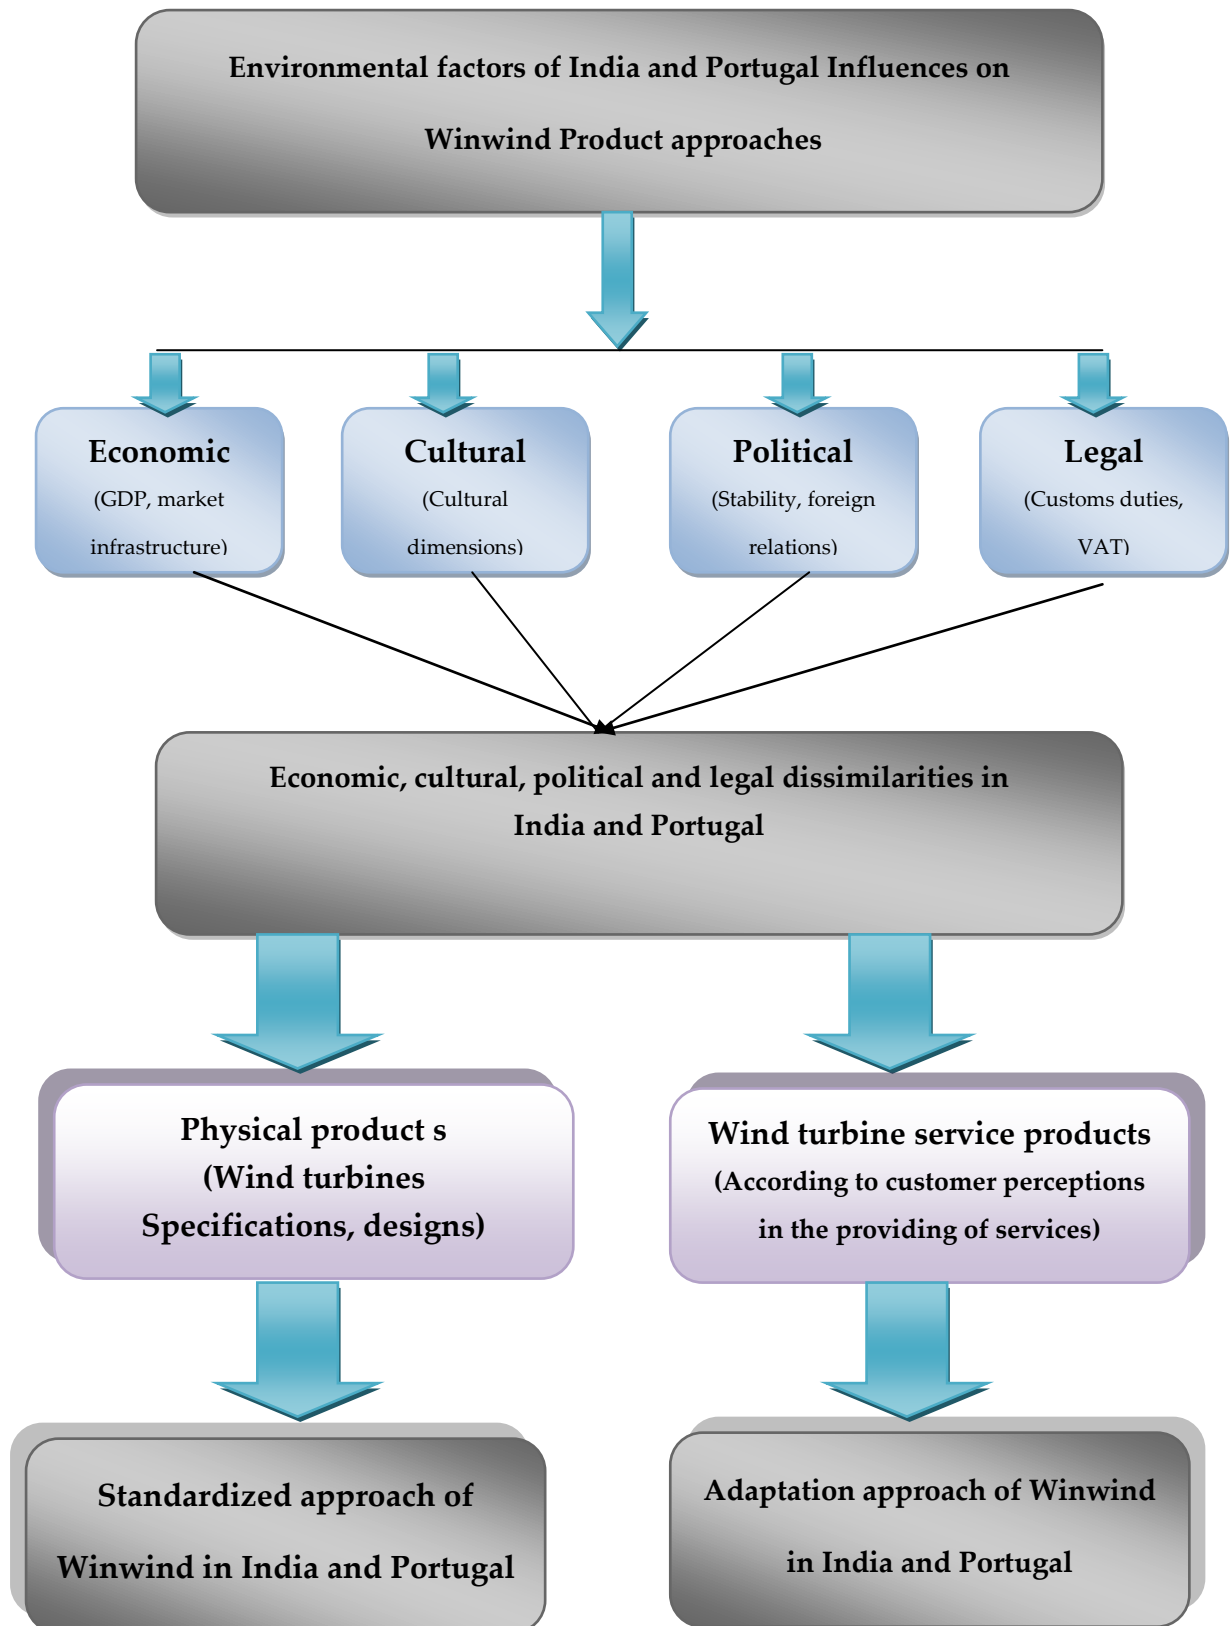 Environmental factors of India and Portugal Influences on
Winwind Product approaches
Economic
(GDP, market
infrastructure)
Cultural
(Cultural
dimensions)
Political
(Stability, foreign
relations)
Legal
(Customs duties,
VAT)
Economic, cultural, political and legal dissimilarities in
India and Portugal
Physical product s
(Wind turbines
Specifications, designs)
Wind turbine service products
(According to customer perceptions
in the providing of services)
Standardized approach of
Winwind in India and Portugal
Adaptation approach of Winwind
in India and Portugal